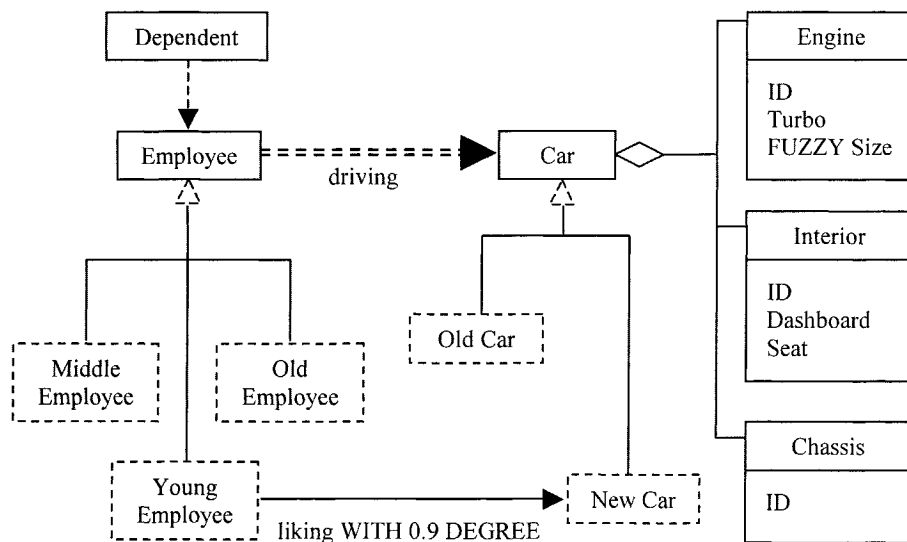 Dependent
Engine
ID
Turbo
FUZZY Size
Employee
driving
Car
Interior
ID
Dashboard
Seat
Old Car
Middle
Employee
Old
Employee
Chassis
ID
Young
Employee
New Car
liking WITH 0.9 DEGREE